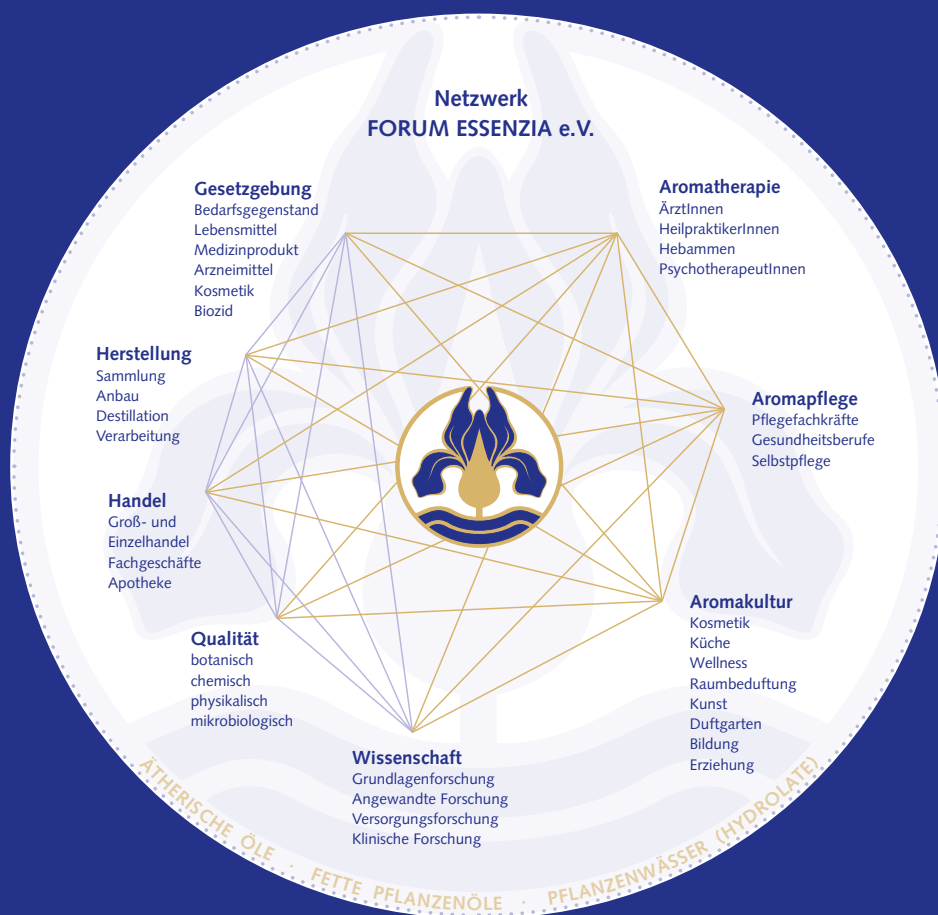 Netzwerk
FORUM ESSENZIA e.V.
Gesetzgebung
Bedarfsgegenstand
Lebensmittel
Medizinprodukt
Arzneimittel
Kosmetik
Biozid
Aromatherapie
ÄrztInnen
HeilpraktikerInnen
Hebammen
PsychotherapeutInnen
Herstellung
Sammlung
Anbau
Destillation
Verarbeitung
Aromapflege
Pflegefachkräfte
Gesundheitsberufe
Selbstpflege
Handel
Groß- und
Einzelhandel
Fachgeschäfte
Apotheke
Aromakultur
Kosmetik
Küche
Wellness
Raumbeduftung
Kunst
Duftgarten
Bildung
Erziehung
Qualität
botanisch
chemisch
physikalisch
mikrobiologisch
Wissenschaft
Grundlagenforschung
Angewandte Forschung
Versorgungsforschung
Klinische Forschung
ÄTHERISCHE ÖLE · FETTE PFLANZENÖLE · PFLANZENWÄSSER (HYDROLATE)